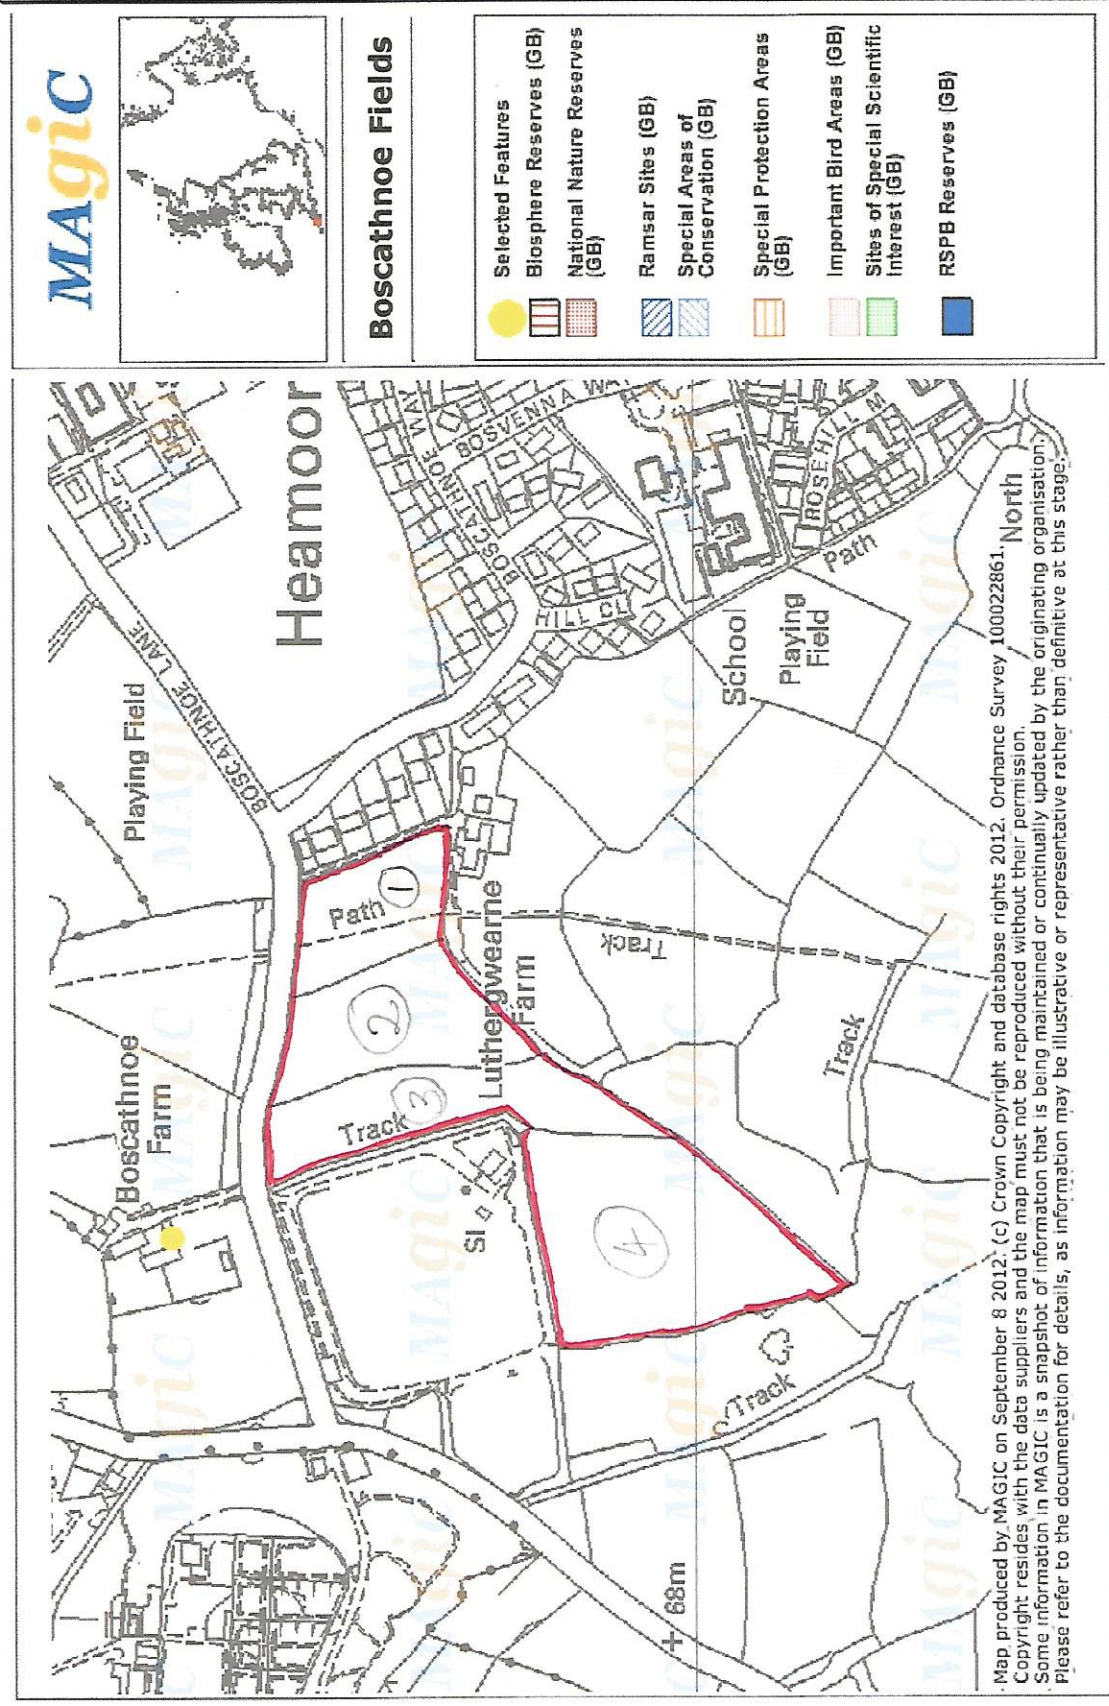 MAgiC
Boscathnoe Fields
Selected Features
Biosphere Reserves (GB)
National Nature Reserves
(GB)
Ramsar Sites (GB)
Special Areas of
Conservation (GB)
Special Protection Areas
(GB)
Important Bird Areas (GB)
Sites of Special Scientific
Interest (GB)
RSPB Reserves (GB)
Boscathnoe
Farm
Playing Field
BOSCATHNOE LANE
BOSCATHNOE
Heamoor
BOSCATHNOE WAY
BOSVENNA WA
HILL TO
ROSEHILL M
Path
School
Playing
Field
North
Path
1
2
3
4
Track
SI
Luthergwearne
Farm
Track
Track
Track
+ 68m
Map produced by MAGIC on September 8 2012. (c) Crown Copyright and database rights 2012. Ordnance Survey 100022861.
Copyright resides with the data suppliers and the map must not be reproduced without their permission.
Some information in MAGIC is a snapshot of information that is being maintained or continually updated by the originating organisation.
Please refer to the documentation for details, as information may be illustrative or representative rather than definitive at this stage.